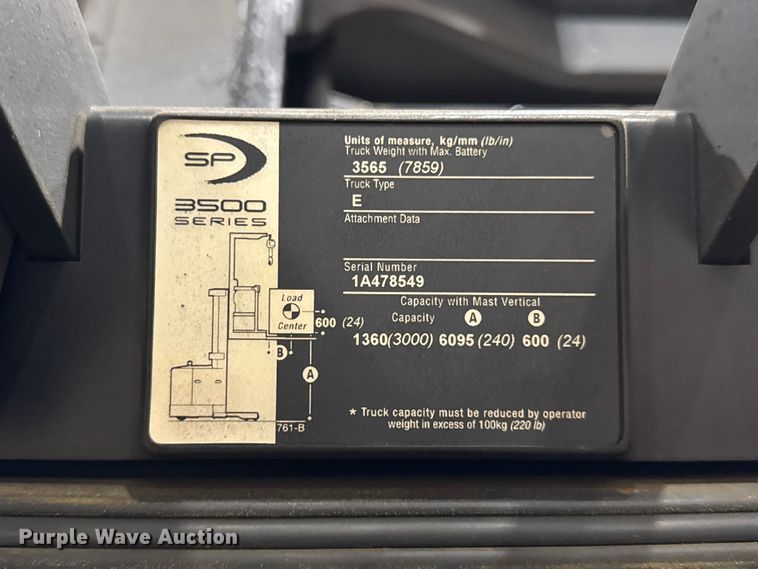 SP
3500
SERIES
Units of measure, kg/mm (lb/in)
Truck Weight with Max. Battery
3565 (7859)
Truck Type
E
Attachment Data
Serial Number
1A478549
Capacity with Mast Vertical
Capacity A B
1360(3000) 6095 (240) 600 (24)
Load
Center
600 (24)
B
A
761-B
* Truck capacity must be reduced by operator
weight in excess of 100kg (220 lb)
Purple Wave Auction